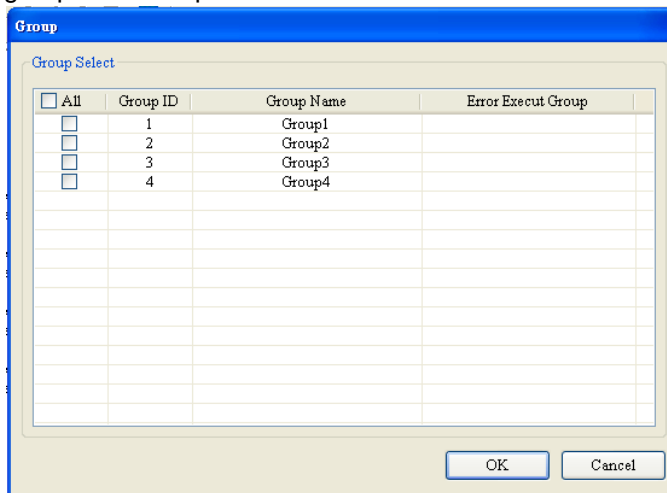 Group
Group Select
All Group ID Group Name Error Execut Group
1 Group1
2 Group2
3 Group3
4 Group4
OK Cancel